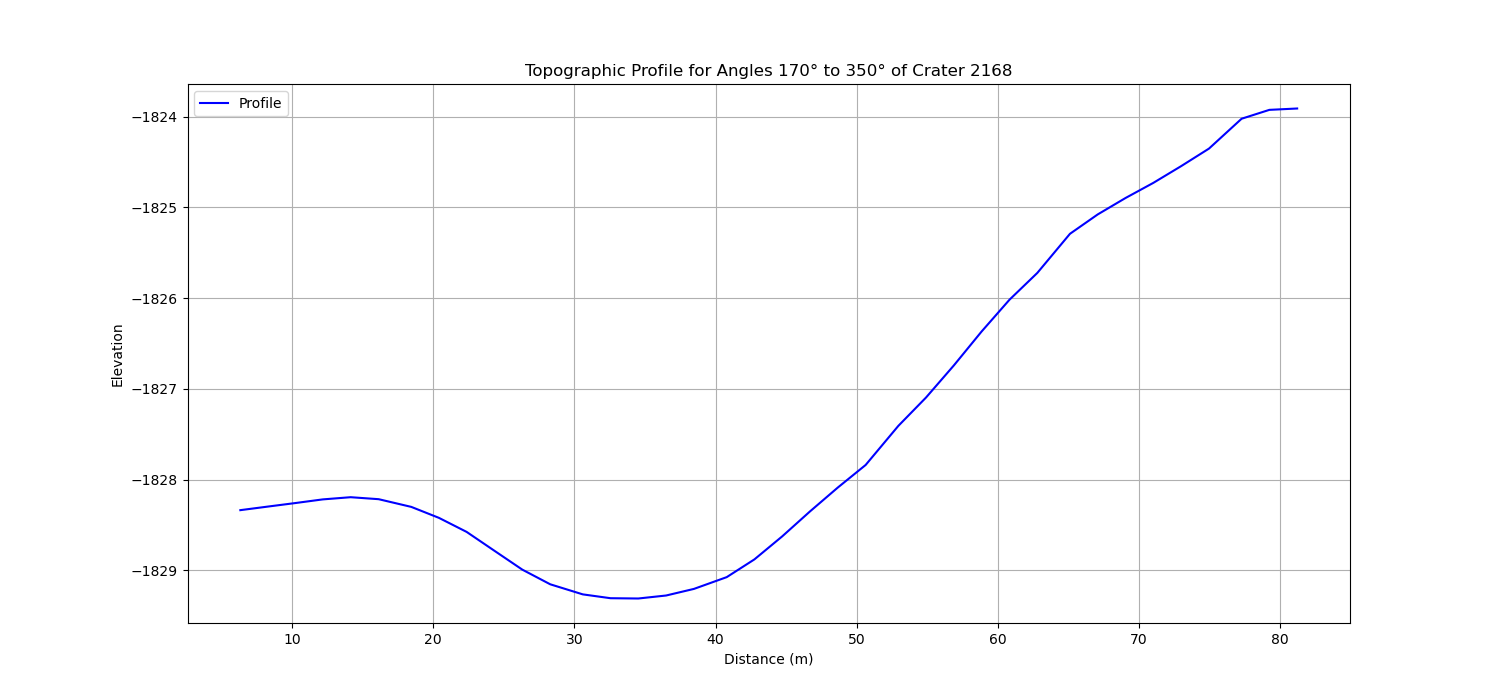 Topographic Profile for Angles 170° to 350° of Crater 2168
Profile
−1824
−1825
−1826
−1827
−1828
−1829
Elevation
10 20 30 40 50 60 70 80
Distance (m)